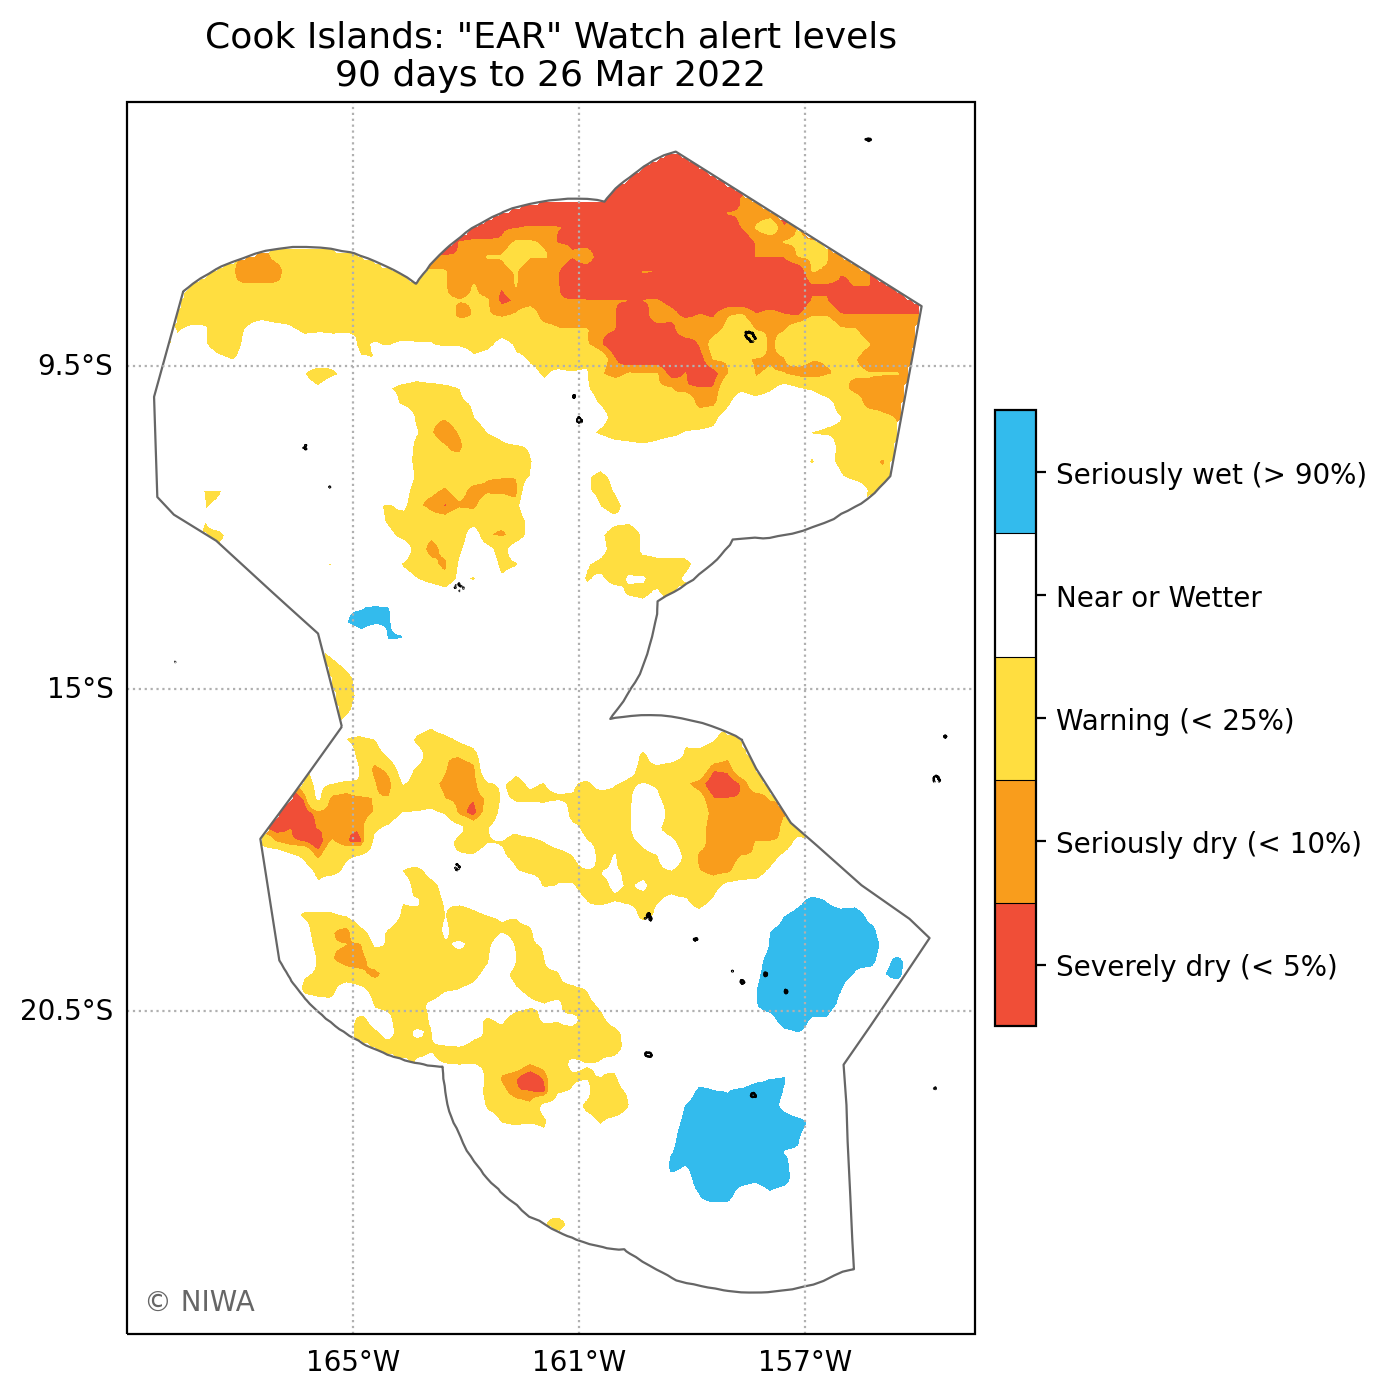 Cook Islands: "EAR" Watch alert levels
90 days to 26 Mar 2022
9.5°S
15°S
20.5°S
165°W
161°W
157°W
Seriously wet (> 90%)
Near or Wetter
Warning (< 25%)
Seriously dry (< 10%)
Severely dry (< 5%)
© NIWA